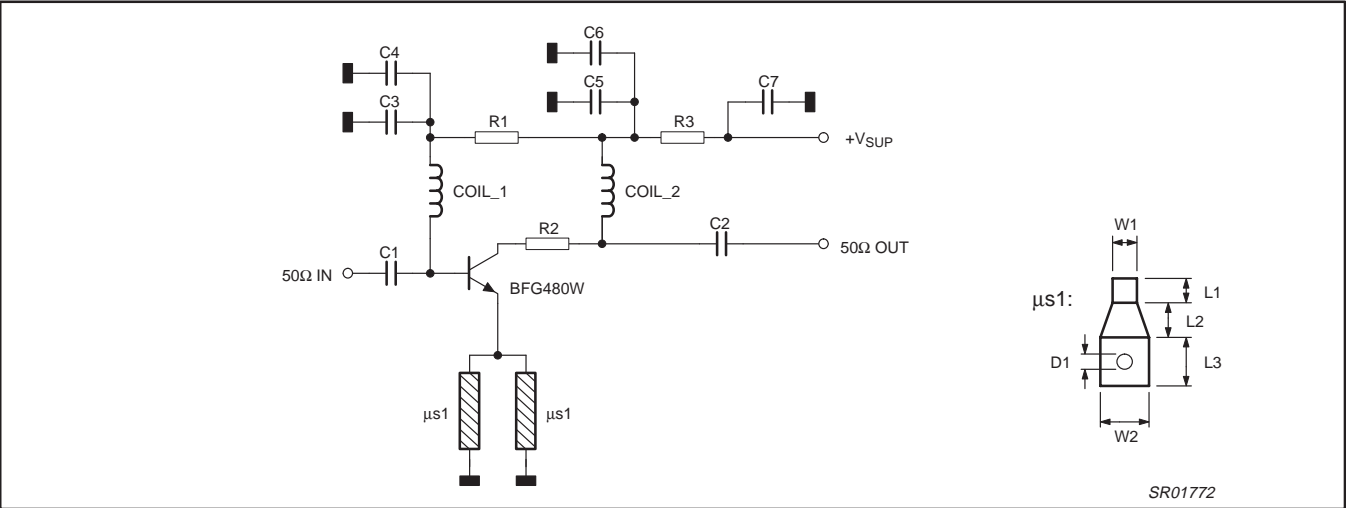 C6
C4
C5
C7
C3
R1
R3
+VSUP
COIL_1
COIL_2
W1
R2
C2
C1
50Ω OUT
50Ω IN
BFG480W
μs1:
L1
L2
D1
L3
μs1
μs1
W2
SR01772